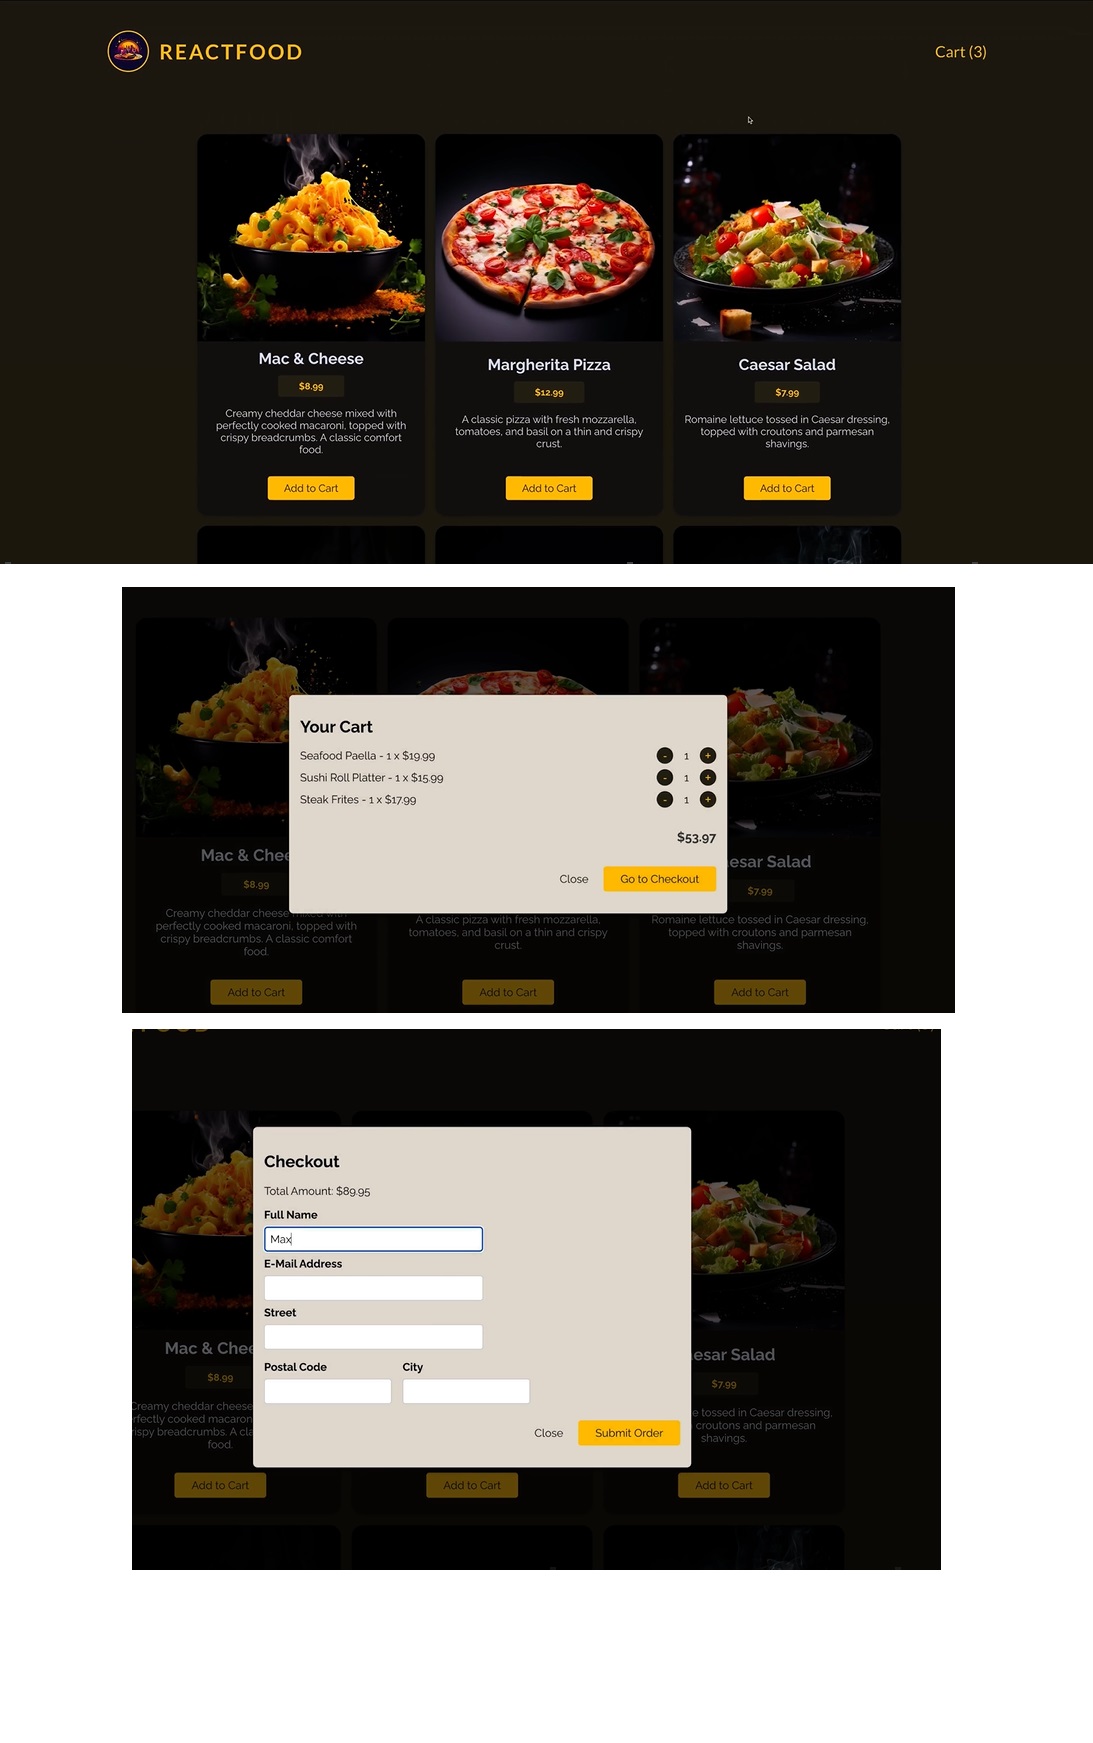 REACTFOOD
Cart (3)
Mac & Cheese
$8.99
Creamy cheddar cheese mixed with
perfectly cooked macaroni, topped with
crispy breadcrumbs. A classic comfort
food.
Add to Cart
Margherita Pizza
$12.99
A classic pizza with fresh mozzarella,
tomatoes, and basil on a thin and crispy
crust.
Add to Cart
Caesar Salad
$7.99
Romaine lettuce tossed in Caesar dressing,
topped with croutons and parmesan
shavings.
Add to Cart
Your Cart
Seafood Paella - 1 x $19.99
- 1 +
Sushi Roll Platter - 1 x $15.99
- 1 +
Steak Frites - 1 x $17.99
- 1 +
$53.97
Close
Go to Checkout
Mac & Chee
$8.99
Creamy cheddar cheese mixed with
perfectly cooked macaroni, topped with
crispy breadcrumbs. A classic comfort
food.
Add to Cart
A classic pizza with fresh mozzarella,
tomatoes, and basil on a thin and crispy
crust.
Add to Cart
esar Salad
$7.99
Romaine lettuce tossed in Caesar dressing,
topped with croutons and parmesan
shavings.
Add to Cart
Checkout
Total Amount: $89.95
Full Name
Max
E-Mail Address
Street
Postal Code
City
Close
Submit Order
Mac & Chee
$8.99
Creamy cheddar cheese
rfectly cooked macaron
rispy breadcrumbs. A cla
food.
Add to Cart
Add to Cart
esar Salad
$7.99
e tossed in Caesar dressing,
croutons and parmesan
shavings.
Add to Cart